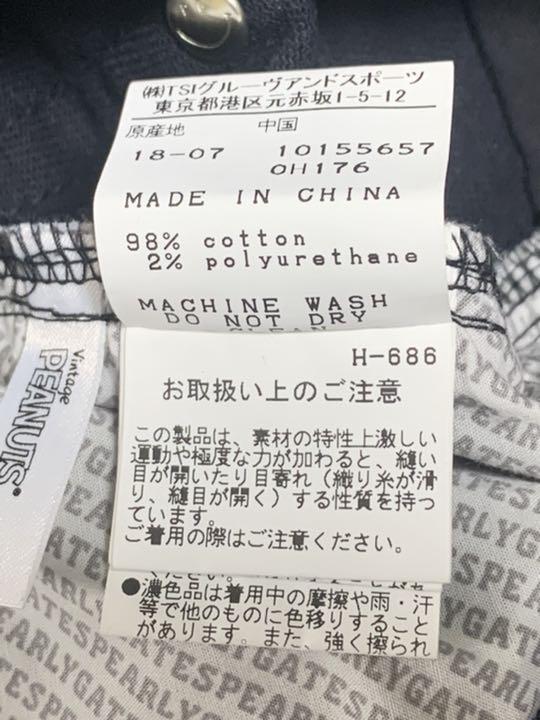 ㈱TSIグルーヴアンドスポーツ
東京都港区元赤坂1-5-12
原産地 中国
18-07 10155657
0H176
MADE IN CHINA
98% cotton
2% polyurethane
MACHINE WASH
DO NOT DRY
H-686
お取扱い上のご注意
この製品は、素材の特性上激しい
運動や極度な力が加わると、縫い
目が開いたり目寄れ（織り糸が滑
り、縫目が開く）する性質を持っ
ています。
ご着用の際はご注意ください。
●濃色品は着用中の摩擦や雨・汗
等で他のものに色移りすること
があります。また、強く擦られ
Vintage
PEANUTS®
PEARLYGATES
PEARLYGATES
PEARLYGATES